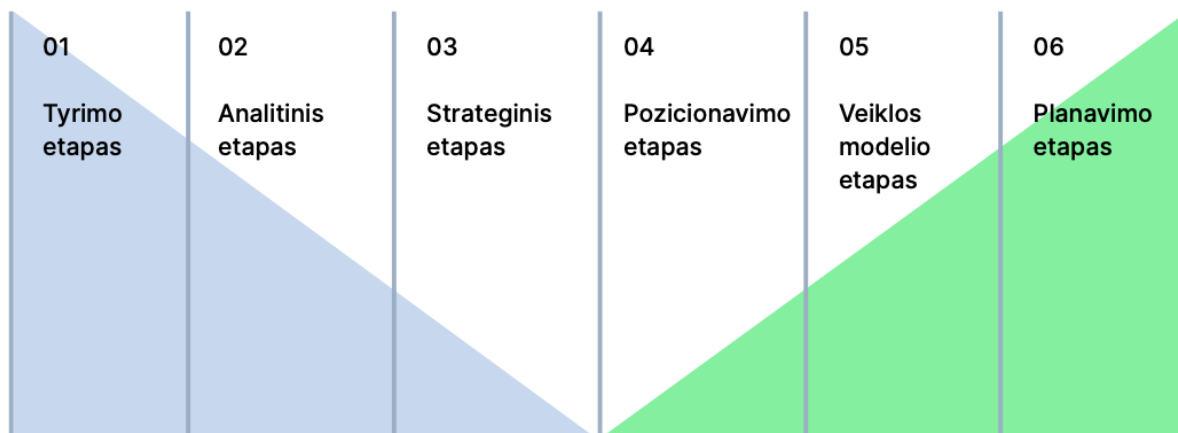 01
Tyrimo
etapas
02
Analitinis
etapas
03
Strateginis
etapas
04
Pozicionavimo
etapas
05
Veiklos
modelio
etapas
06
Planavimo
etapas